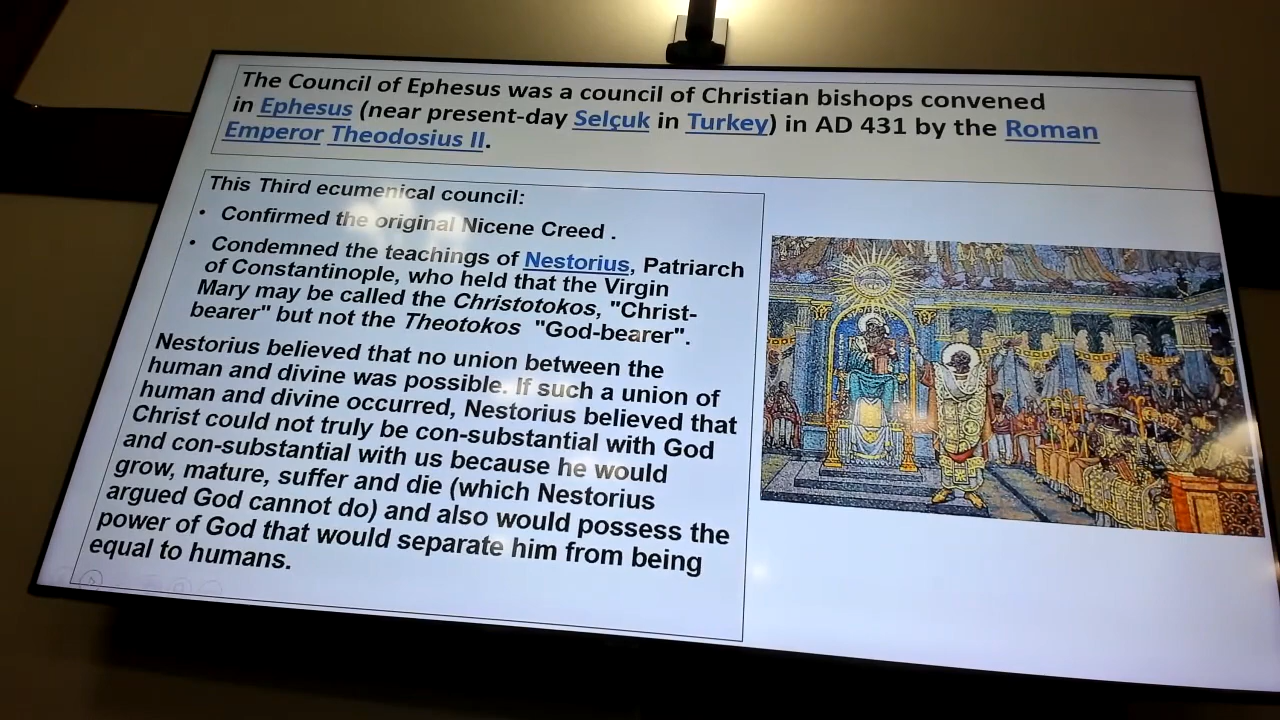 The Council of Ephesus was a council of Christian bishops convened
in Ephesus (near present-day Selçuk in Turkey) in AD 431 by the Roman
Emperor Theodosius II.
This Third ecumenical council:
• Confirmed the original Nicene Creed .
• Condemned the teachings of Nestorius, Patriarch
of Constantinople, who held that the Virgin
Mary may be called the Christotokos, "Christ-
bearer" but not the Theotokos "God-bearer".
Nestorius believed that no union between the
human and divine was possible. If such a union of
human and divine occurred, Nestorius believed that
Christ could not truly be con-substantial with God
and con-substantial with us because he would
grow, mature, suffer and die (which Nestorius
argued God cannot do) and also would possess the
power of God that would separate him from being
equal to humans.